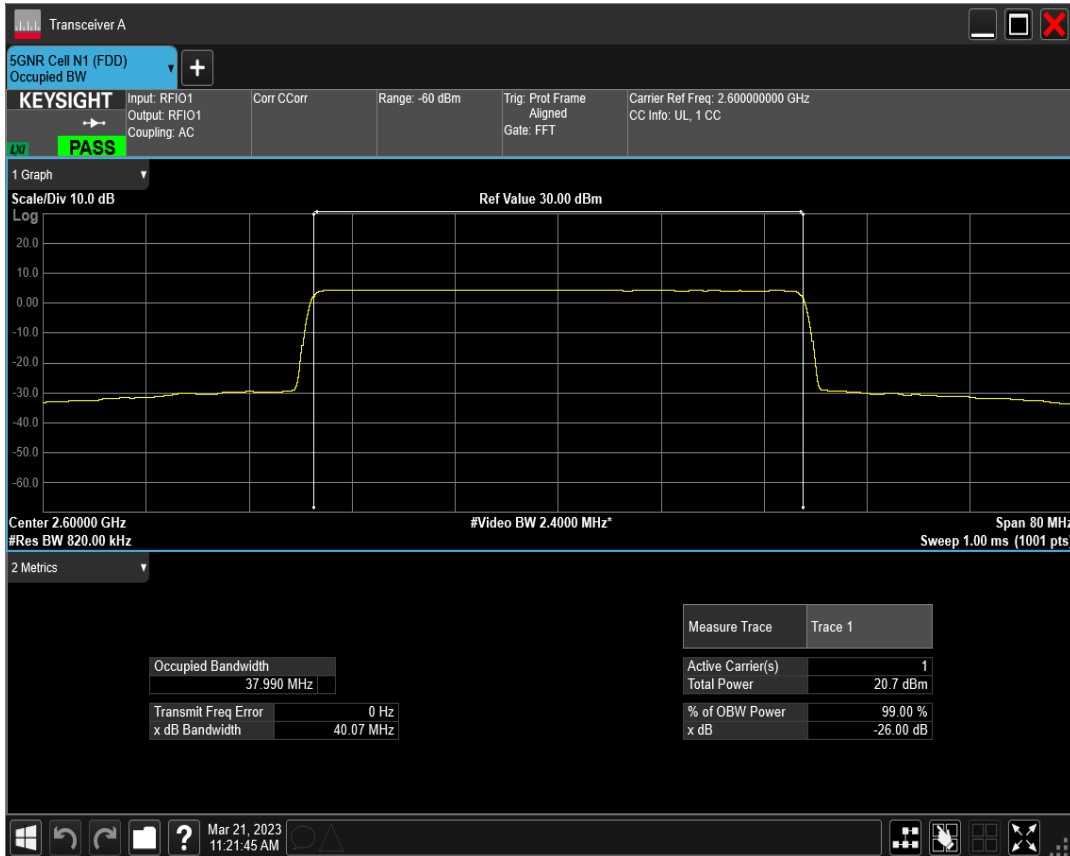 Transceiver A
5GNR Cell N1 (FDD)
Occupied BW
+
KEYSIGHT
LXI
PASS
Input: RFIO1
Output: RFIO1
Coupling: AC
Corr CCorr
Range: -60 dBm
Trig: Prot Frame
Aligned
Gate: FFT
Carrier Ref Freq: 2.600000000 GHz
CC Info: UL, 1 CC
1 Graph
Scale/Div 10.0 dB
Ref Value 30.00 dBm
Log
20.0
10.0
0.00
-10.0
-20.0
-30.0
-40.0
-50.0
-60.0
Center 2.60000 GHz
#Video BW 2.4000 MHz*
Span 80 MHz
#Res BW 820.00 kHz
Sweep 1.00 ms (1001 pts)
2 Metrics
Measure Trace Trace 1
Occupied Bandwidth
37.990 MHz
Active Carrier(s) 1
Total Power 20.7 dBm
Transmit Freq Error 0 Hz
x dB Bandwidth 40.07 MHz
% of OBW Power 99.00 %
x dB -26.00 dB
?
Mar 21, 2023
11:21:45 AM